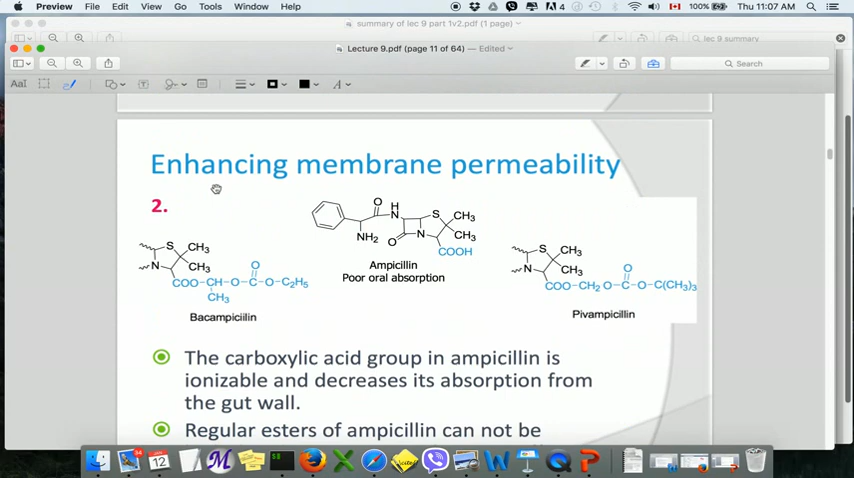 Preview File Edit View Go Tools Window Help
4 100% Thu 11:07 AM
summary of lec 9 part 1v2.pdf (1 page)
lec 9 summary
Lecture 9.pdf (page 11 of 64) — Edited
Search
AaI T A
Enhancing membrane permeability
2.
O H
N S CH3
CH3
NH2 O N
COOH
Ampicillin
Poor oral absorption
S CH3
N CH3 O
COO-CH-O-C-O-C2H5
CH3
Bacampiciilin
S CH3
N CH3 O
COO-CH2 O-C-O-C(CH3)3
Pivampicillin
The carboxylic acid group in ampicillin is
ionizable and decreases its absorption from
the gut wall.
Regular esters of ampicillin can not be
12